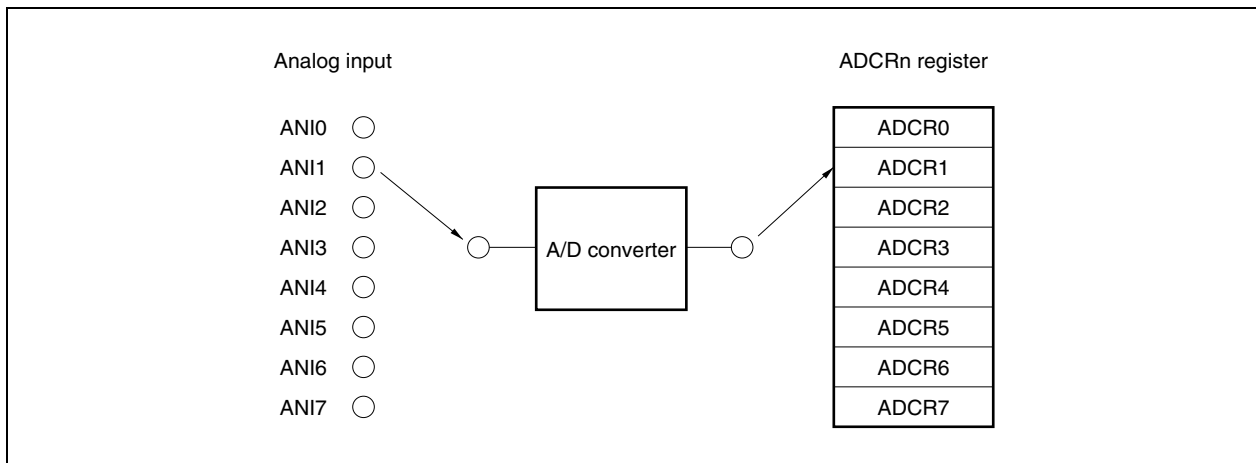 Analog input
ADCRn register
ANI0
ANI1
ANI2
ANI3
ANI4
ANI5
ANI6
ANI7
A/D converter
ADCR0
ADCR1
ADCR2
ADCR3
ADCR4
ADCR5
ADCR6
ADCR7